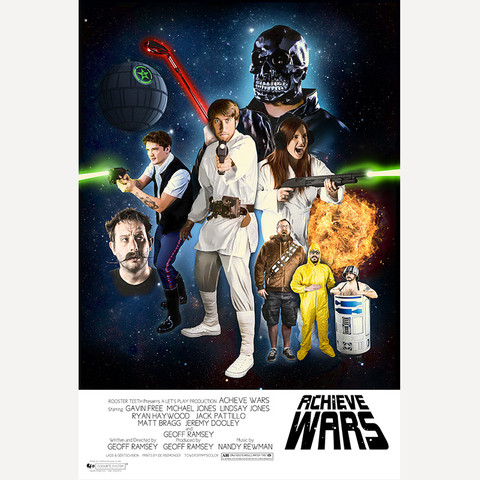 ROOSTER TEETH Presents A LET'S PLAY PRODUCTION ACHIEVE WARS
Starring GAVIN FREE MICHAEL JONES LINDSAY JONES
RYAN HAYWOOD JACK PATTILLO
MATT BRAGG JEREMY DOOLEY
and
GEOFF RAMSEY
Written and Directed by Produced by Music by
GEOFF RAMSEY GEOFF RAMSEY NANDY REWMAN
ACHIEVE
WARS